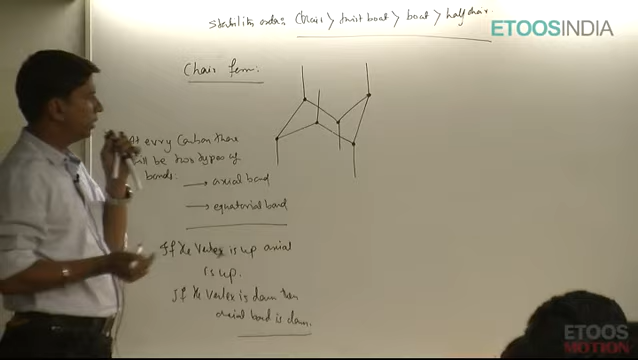 Stability order: Chair > twist boat > boat > half chair.
ETOOSINDIA
Chair form:
At every Carbon there
will be two types of
bonds.
→ axial bond
→ equatorial bond
If the vertex is up axial
is up.
If the vertex is down then
axial bond is down.
ETOOS
MOTION